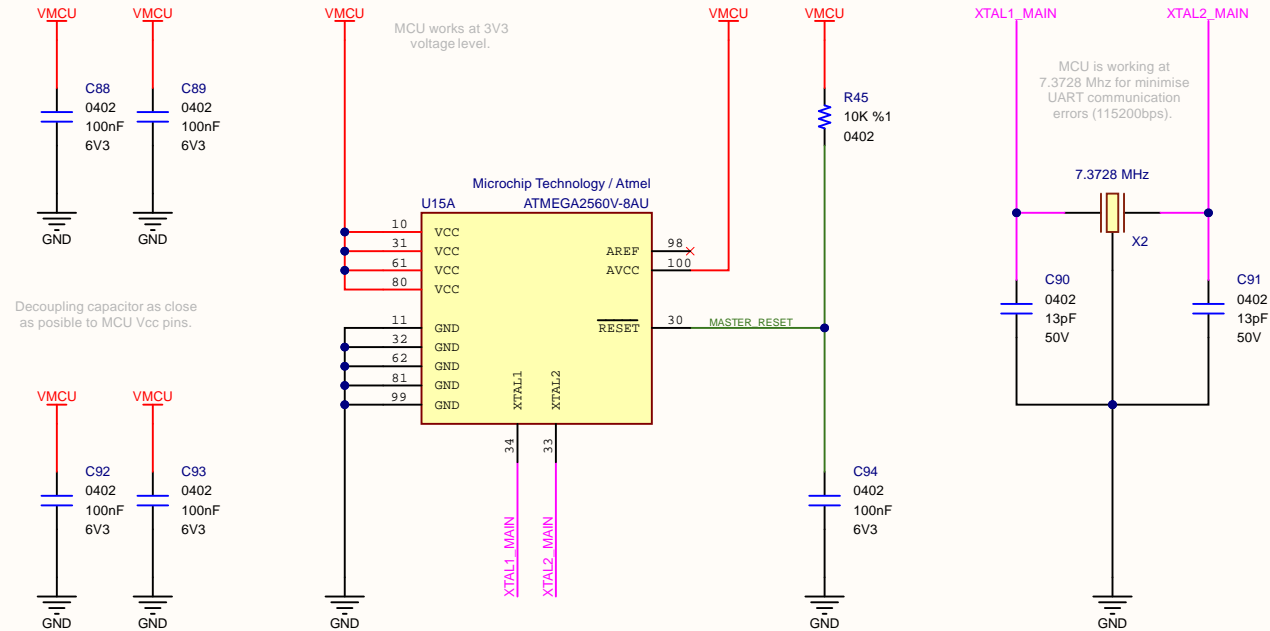 VMCU
VMCU
VMCU
VMCU
VMCU
XTAL1_MAIN
XTAL2_MAIN
MCU works at 3V3
voltage level.
MCU is working at
7.3728 Mhz for minimise
UART communication
errors (115200bps).
C88
0402
100nF
6V3
C89
0402
100nF
6V3
R45
10K %1
0402
GND
GND
7.3728 MHz
X2
Microchip Technology / Atmel
U15A
ATMEGA2560V-8AU
10
VCC
31
VCC
61
VCC
80
VCC
11
GND
32
GND
62
GND
81
GND
99
GND
AREF
98
AVCC
100
RESET
30
MASTER_RESET
XTAL1
XTAL2
34
33
XTAL1_MAIN
XTAL2_MAIN
C90
0402
13pF
50V
C91
0402
13pF
50V
Decoupling capacitor as close
as posible to MCU Vcc pins.
VMCU
VMCU
C92
0402
100nF
6V3
C93
0402
100nF
6V3
C94
0402
100nF
6V3
GND
GND
GND
GND
GND